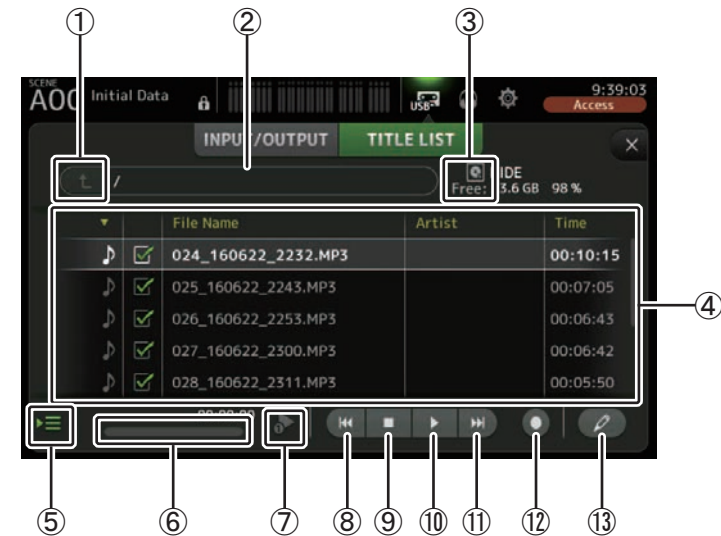 ① ② ③
SCENE
A00 Initial Data USB 9:39:03
Access
INPUT/OUTPUT TITLE LIST
/ IDE
Free: 3.6 GB 98 %
File Name Artist Time
024_160622_2232.MP3 00:10:15
025_160622_2243.MP3 00:07:05
026_160622_2253.MP3 00:06:43
④
027_160622_2300.MP3 00:06:42
028_160622_2311.MP3 00:05:50
⑤ ⑥ ⑦ ⑧ ⑨ ⑩ ⑪ ⑫ ⑬